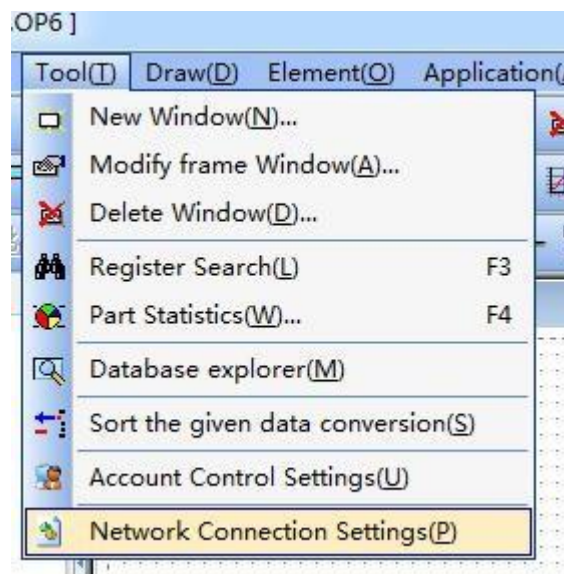 OP6 ]
Tool(T) Draw(D) Element(O) Application(
New Window(N)...
Modify frame Window(A)...
Delete Window(D)...
Register Search(L) F3
Part Statistics(W)... F4
Database explorer(M)
Sort the given data conversion(S)
Account Control Settings(U)
Network Connection Settings(P)